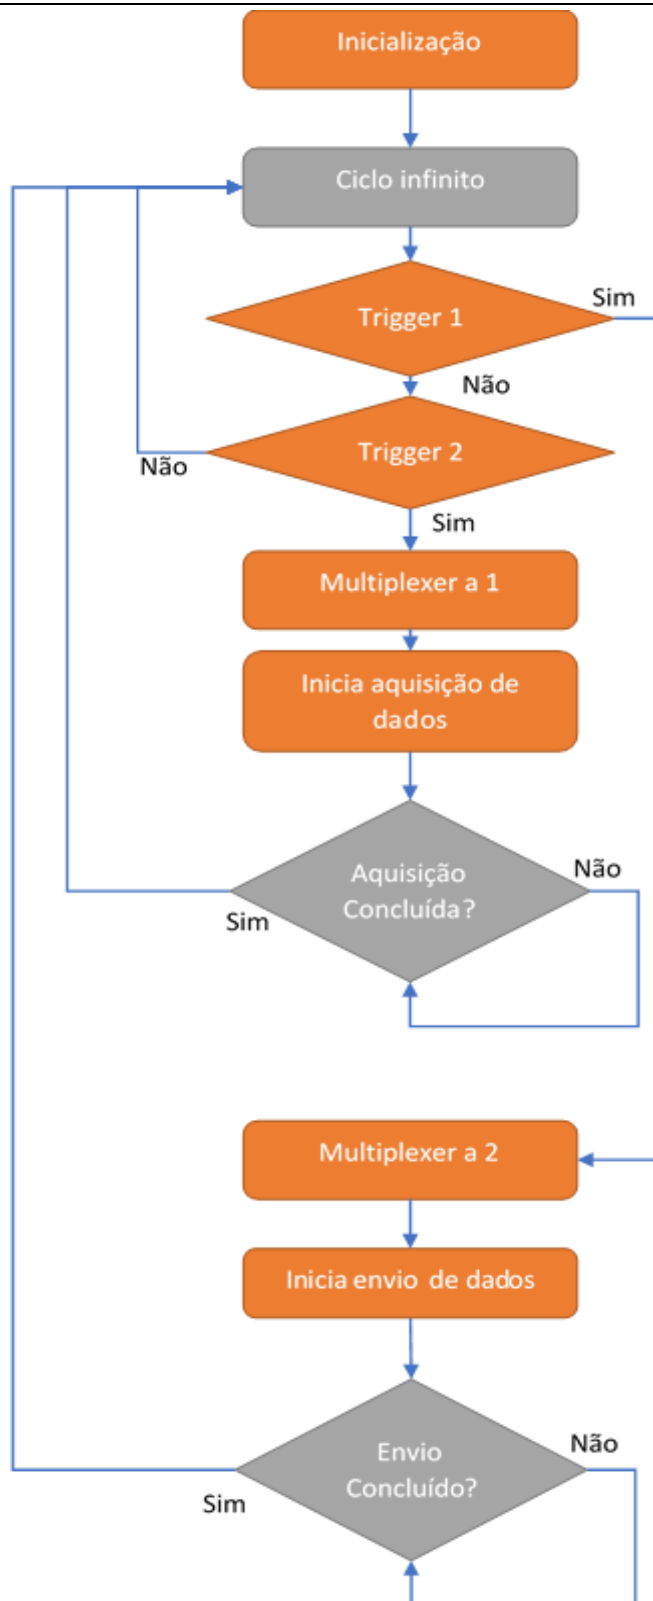 Inicialização
Ciclo infinito
Sim
Trigger 1
Não
Trigger 2
Não
Sim
Multiplexer a 1
Inicia aquisição de
dados
Não
Aquisição
Concluída?
Sim
Multiplexer a 2
Inicia envio de dados
Não
Envio
Concluído?
Sim